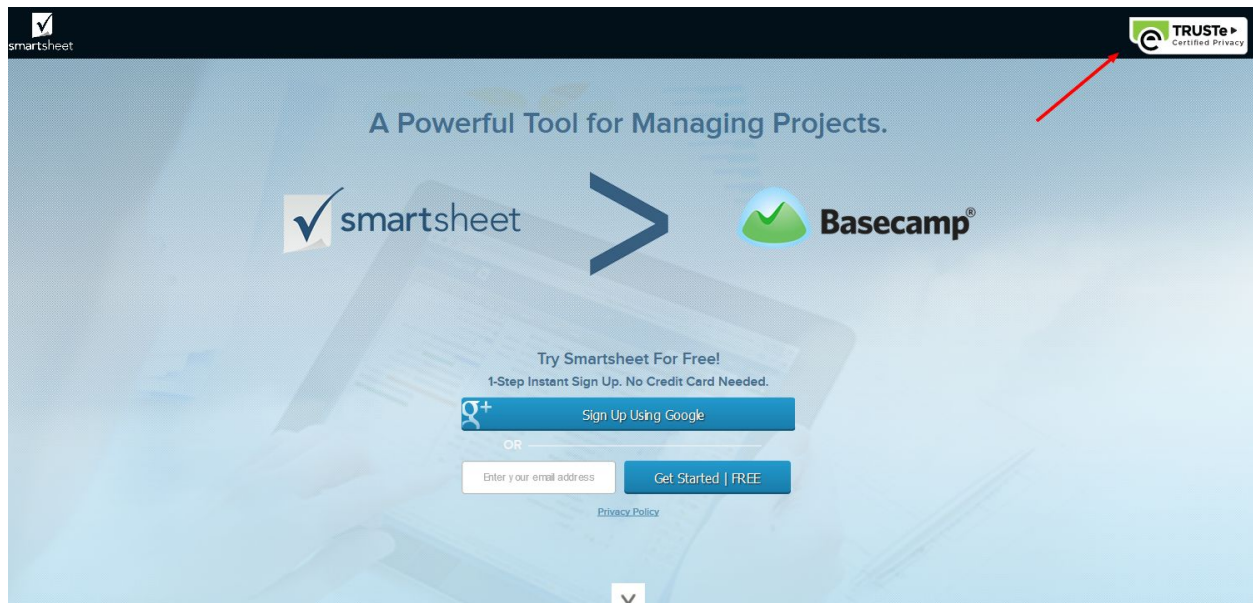 smartsheet
TRUSTe
Certified Privacy
A Powerful Tool for Managing Projects.
smartsheet > Basecamp®
Try Smartsheet For Free!
1-Step Instant Sign Up. No Credit Card Needed.
g+ Sign Up Using Google
OR
Enter your email address Get Started | FREE
Privacy Policy